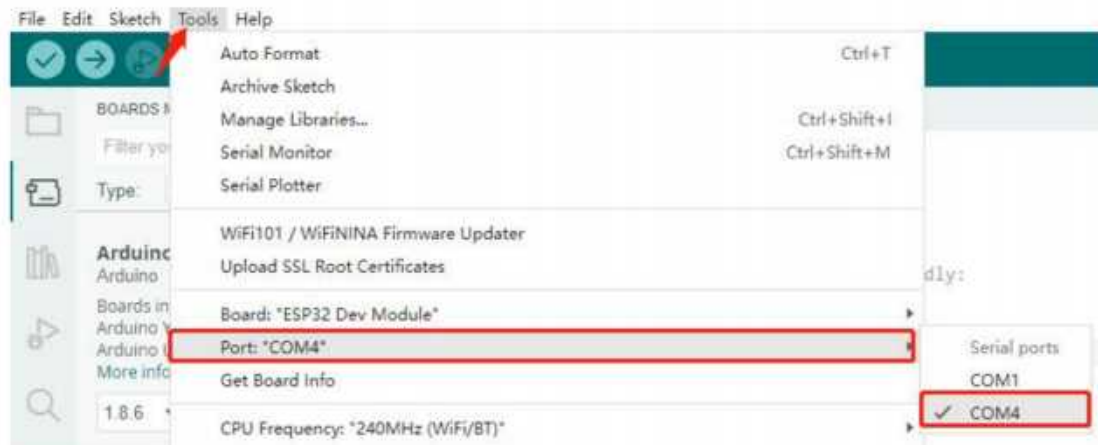 File Edit Sketch Tools Help
Auto Format Ctrl+T
Archive Sketch
BOARDS M
Manage Libraries... Ctrl+Shift+I
Filter you
Serial Monitor Ctrl+Shift+M
Type:
Serial Plotter
WiFi101 / WiFiNINA Firmware Updater
Arduino
Arduino
Upload SSL Root Certificates
dly:
Boards in
Board: "ESP32 Dev Module"
Arduino Y
Port: "COM4"
Arduino
Serial ports
More info
Get Board Info
COM1
1.8.6
COM4
CPU Frequency: "240MHz (WiFi/BT)"